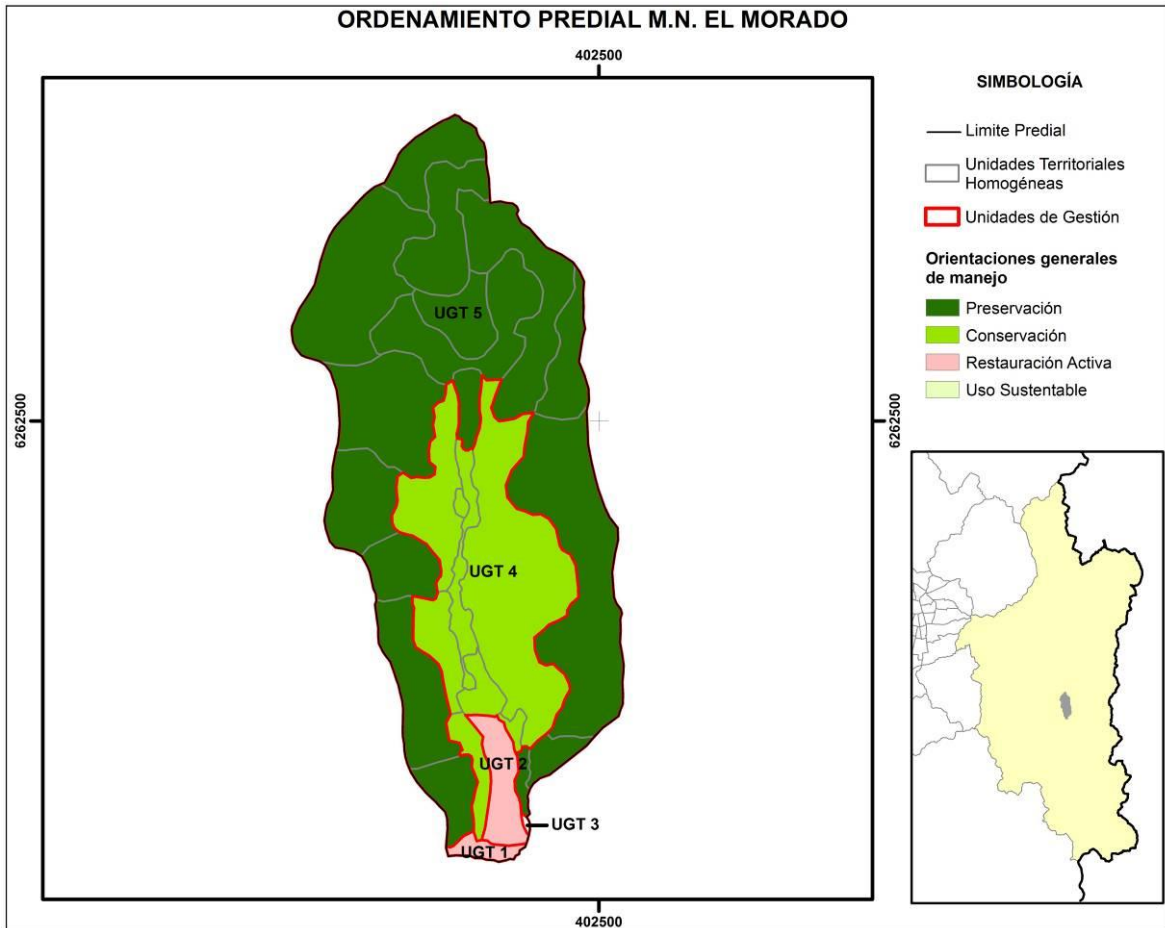 ORDENAMIENTO PREDIAL M.N. EL MORADO
402500
SIMBOLOGÍA
Limite Predial
Unidades Territoriales
Homogéneas
Unidades de Gestión
Orientaciones generales
de manejo
Preservación
Conservación
Restauración Activa
Uso Sustentable
UGT 5
6262500
6262500
UGT 4
UGT 2
UGT 3
UGT 1
402500